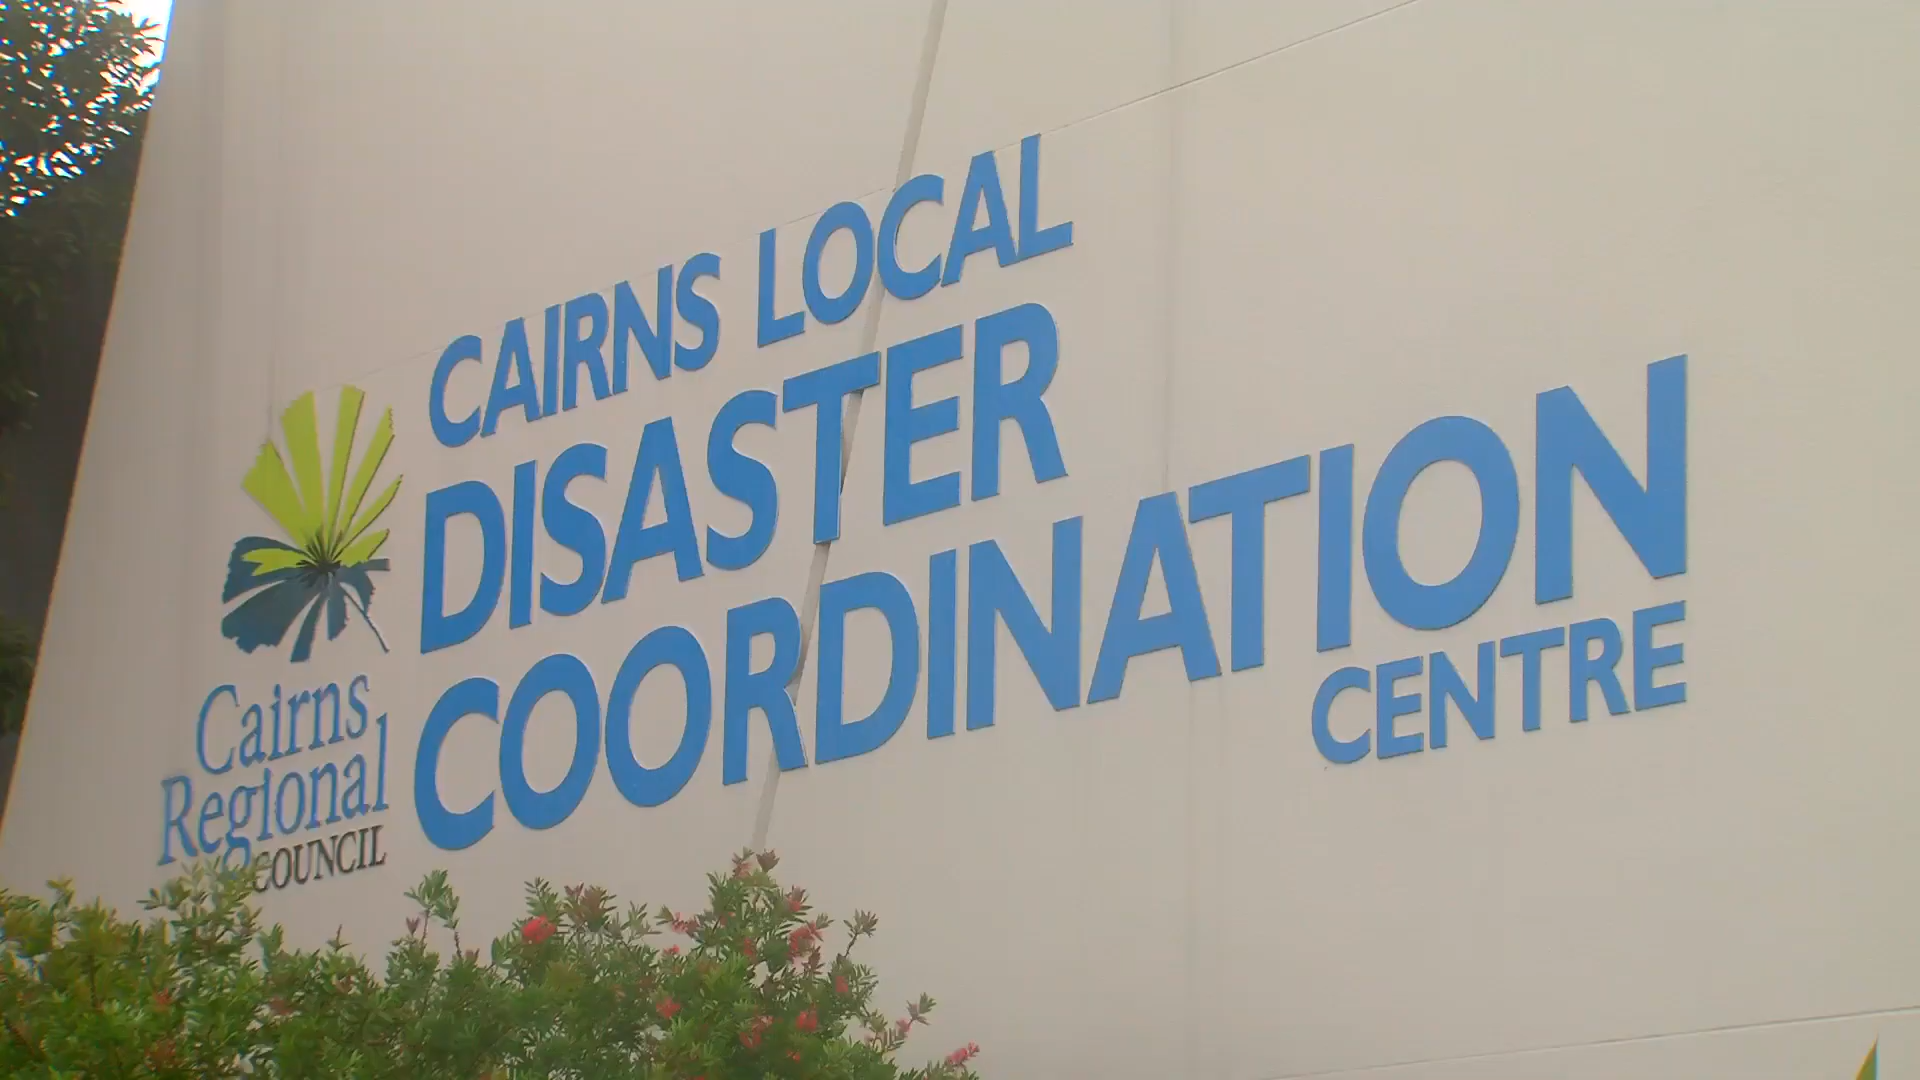 CAIRNS LOCAL
DISASTER
COORDINATION
CENTRE
Cairns
Regional
COUNCIL